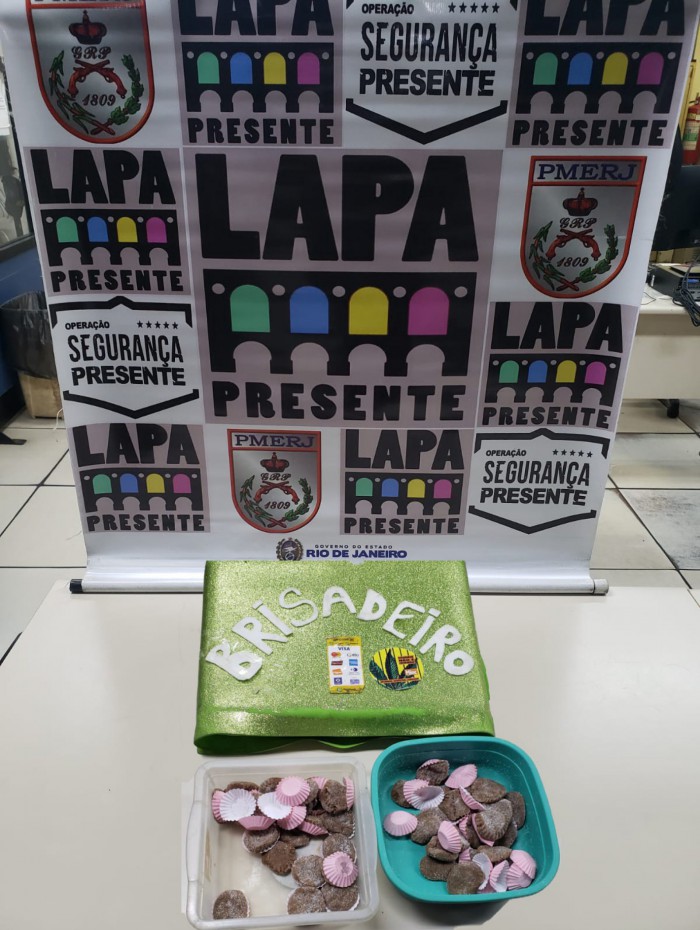 LAPA
PRESENTE
OPERAÇÃO
SEGURANÇA
PRESENTE
LAPA
PRESENTE
GRP
1809
LAPA
PRESENTE
LAPA
PRESENTE
PMERJ
GRP
1809
OPERAÇÃO
SEGURANÇA
PRESENTE
LAPA
PRESENTE
LAPA
PRESENTE
PMERJ
GRP
1809
LAPA
PRESENTE
OPERAÇÃO
SEGURANÇA
PRESENTE
GOVERNO DO ESTADO
RIO DE JANEIRO
BRISADEIRO
VISA